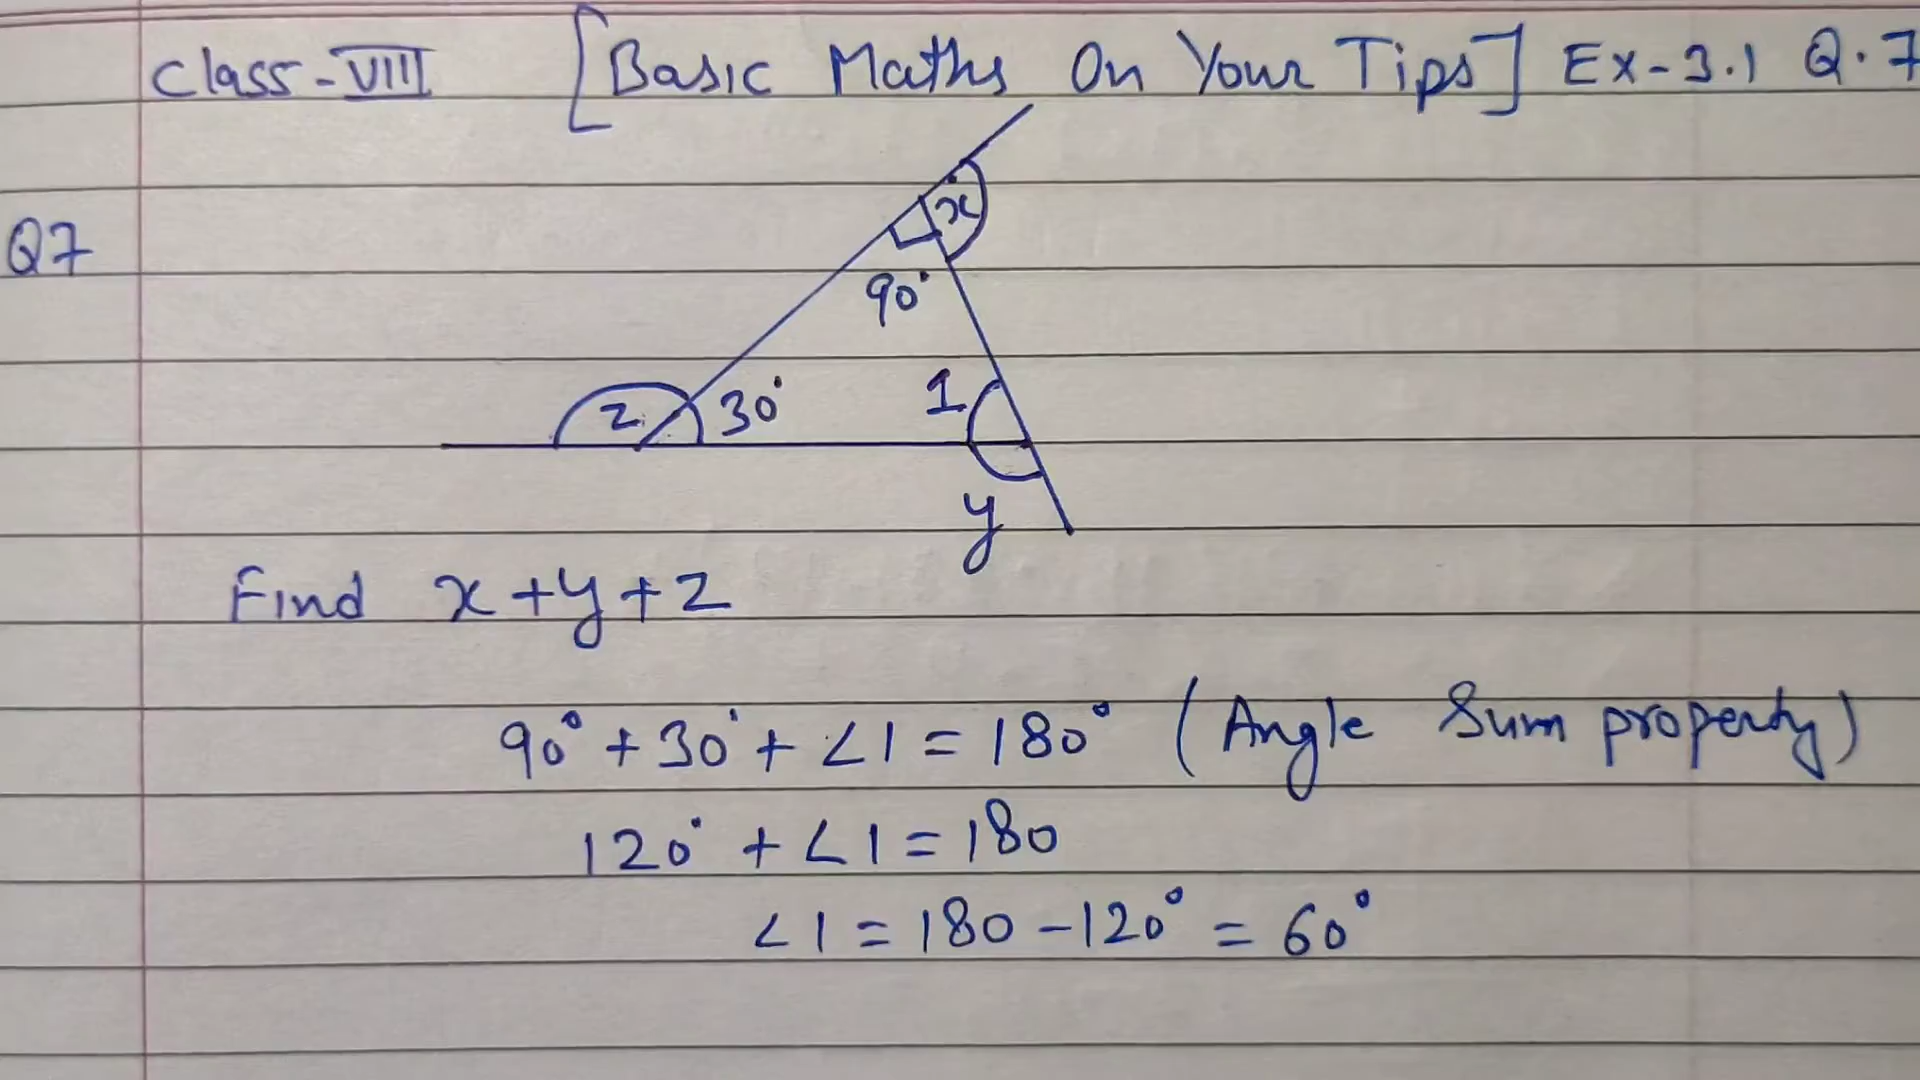 Class-VIII [Basic Maths On Your Tips] Ex-3.1 Q.7
Q7
x
90°
z 30° 1
y
Find x+y+z
90° + 30° + ∠1 = 180° (Angle Sum property)
120° + ∠1 = 180
∠1 = 180 - 120° = 60°